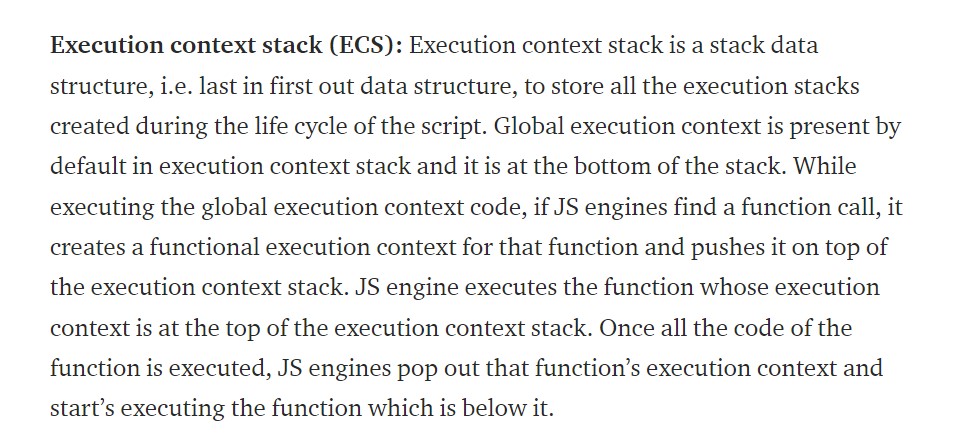 Execution context stack (ECS): Execution context stack is a stack data
structure, i.e. last in first out data structure, to store all the execution stacks
created during the life cycle of the script. Global execution context is present by
default in execution context stack and it is at the bottom of the stack. While
executing the global execution context code, if JS engines find a function call, it
creates a functional execution context for that function and pushes it on top of
the execution context stack. JS engine executes the function whose execution
context is at the top of the execution context stack. Once all the code of the
function is executed, JS engines pop out that function’s execution context and
start’s executing the function which is below it.